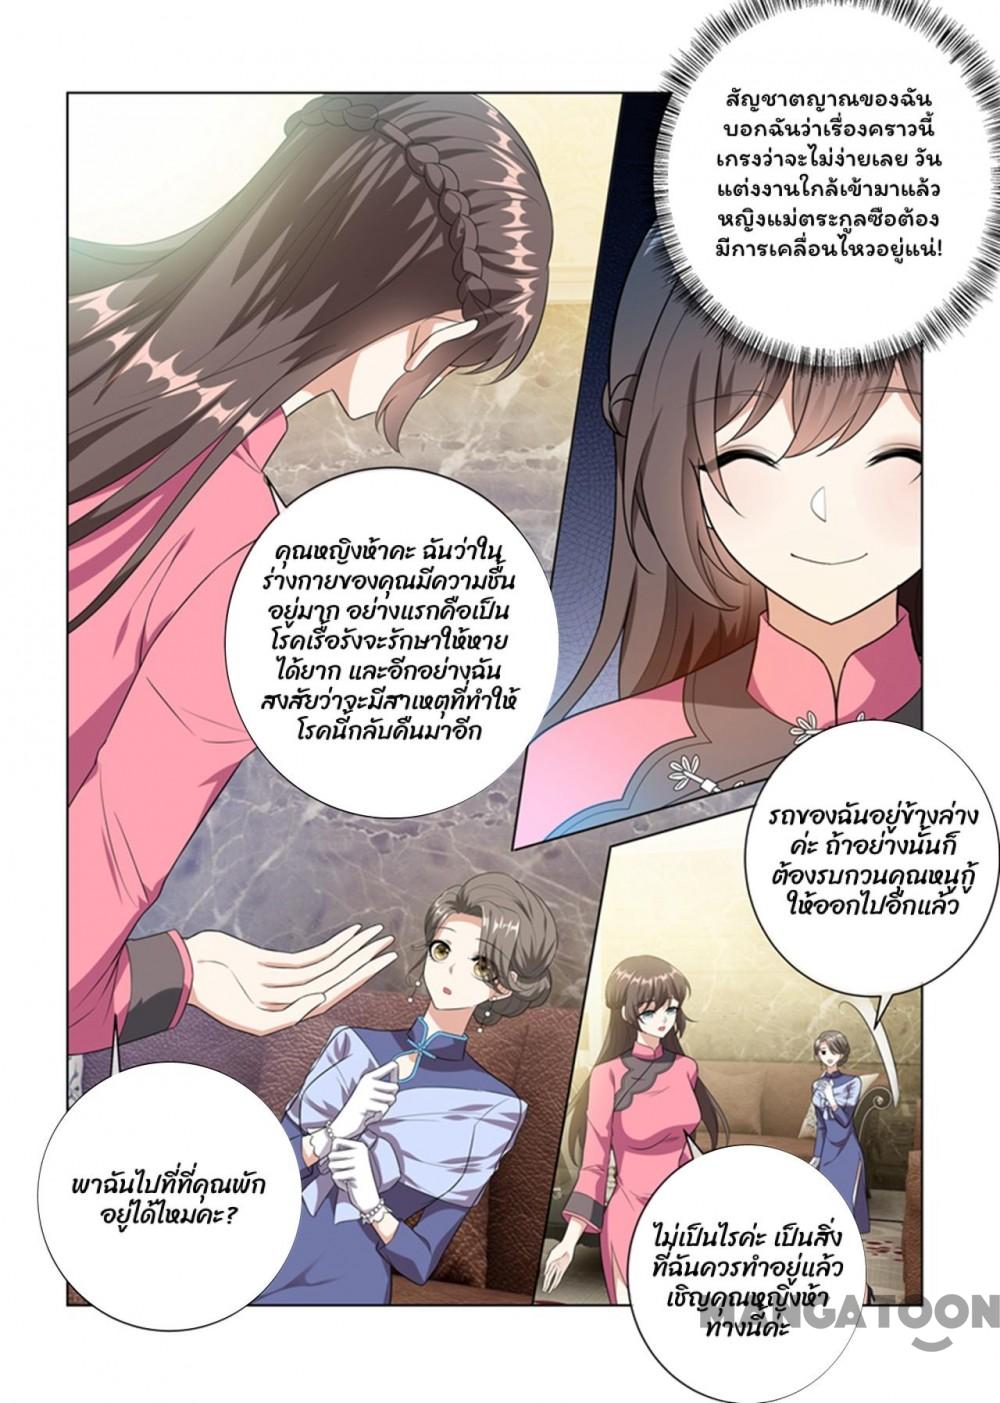 สัญชาตญาณของฉัน
บอกฉันว่าเรื่องคราวนี้
เกรงว่าจะไม่ง่ายเลย วัน
แต่งงานใกล้เข้ามาแล้ว
หญิงแม่ตระกูลซือต้อง
มีการเคลื่อนไหวอยู่แน่!
คุณหญิงห้าคะ ฉันว่าใน
ร่างกายของคุณมีความชื้น
อยู่มาก อย่างแรกคือเป็น
โรคเรื้อรังจะรักษาให้หาย
ได้ยาก และอีกอย่างฉัน
สงสัยว่าจะมีสาเหตุที่ทำให้
โรคนี้กลับคืนมาอีก
พาฉันไปที่ที่คุณพัก
อยู่ได้ไหมคะ?
รถของฉันอยู่ข้างล่าง
ค่ะ ถ้าอย่างนั้นก็
ต้องรบกวนคุณหนูกู้
ให้ออกไปอีกแล้ว
ไม่เป็นไรค่ะ เป็นสิ่ง
ที่ฉันควรทำอยู่แล้ว
เชิญคุณหญิงห้า
ทางนี้ค่ะ
MANGATOON